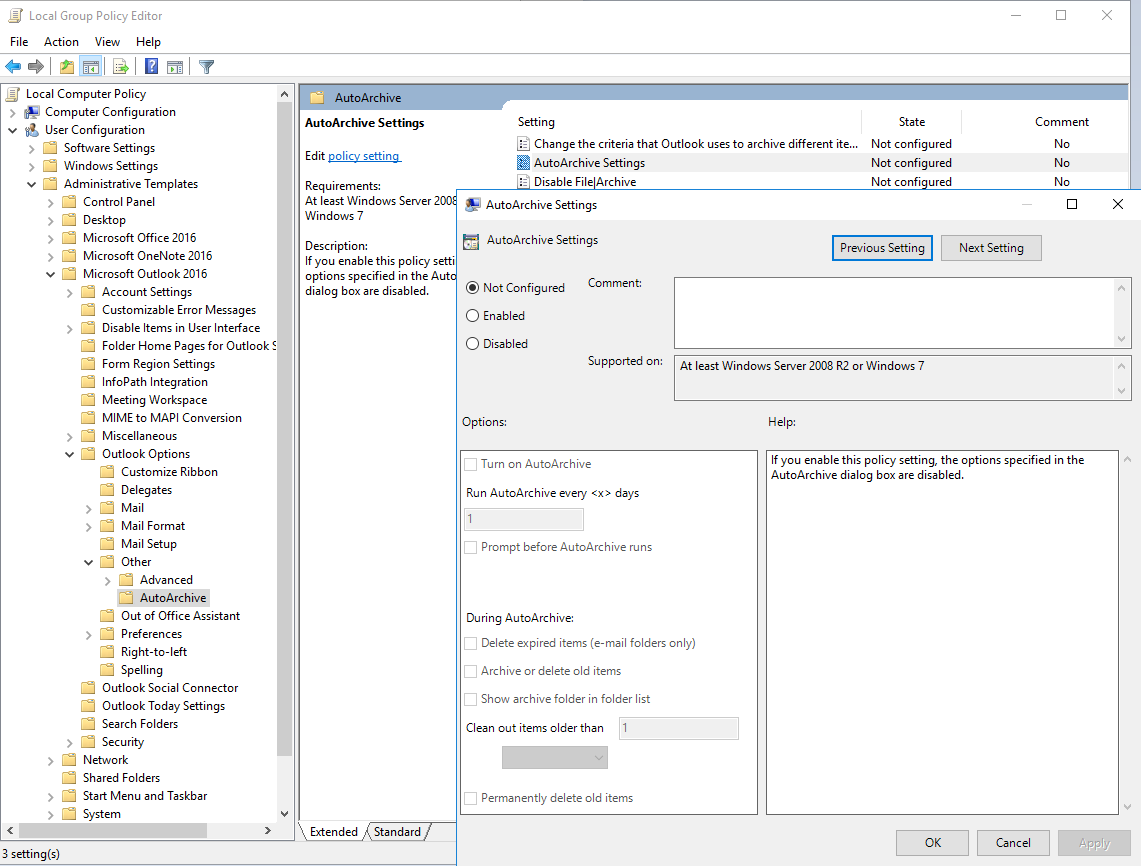 Local Group Policy Editor
File Action View Help
Local Computer Policy
Computer Configuration
User Configuration
Software Settings
Windows Settings
Administrative Templates
Control Panel
Desktop
Microsoft Office 2016
Microsoft OneNote 2016
Microsoft Outlook 2016
Account Settings
Customizable Error Messages
Disable Items in User Interface
Folder Home Pages for Outlook S
Form Region Settings
InfoPath Integration
Meeting Workspace
MIME to MAPI Conversion
Miscellaneous
Outlook Options
Customize Ribbon
Delegates
Mail
Mail Format
Mail Setup
Other
Advanced
AutoArchive
Out of Office Assistant
Preferences
Right-to-left
Spelling
Outlook Social Connector
Outlook Today Settings
Search Folders
Security
Network
Shared Folders
Start Menu and Taskbar
System
3 setting(s)
AutoArchive
AutoArchive Settings
Edit policy setting
Requirements:
At least Windows Server 2008
Windows 7
Description:
If you enable this policy setti
options specified in the Auto
dialog box are disabled.
Setting State Comment
Change the criteria that Outlook uses to archive different ite... Not configured No
AutoArchive Settings Not configured No
Disable File|Archive Not configured No
Extended Standard
AutoArchive Settings
AutoArchive Settings
Previous Setting Next Setting
Not Configured
Enabled
Disabled
Comment:
Supported on:
At least Windows Server 2008 R2 or Windows 7
Options:
Help:
Turn on AutoArchive
Run AutoArchive every <x> days
1
Prompt before AutoArchive runs
During AutoArchive:
Delete expired items (e-mail folders only)
Archive or delete old items
Show archive folder in folder list
Clean out items older than 1
Permanently delete old items
If you enable this policy setting, the options specified in the
AutoArchive dialog box are disabled.
OK Cancel Apply